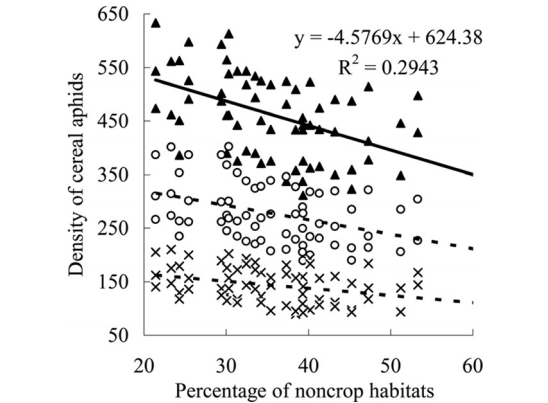 650
y = -4.5769x + 624.38
R² = 0.2943
550
450
350
250
150
50
Density of cereal aphids
20 30 40 50 60
Percentage of noncrop habitats